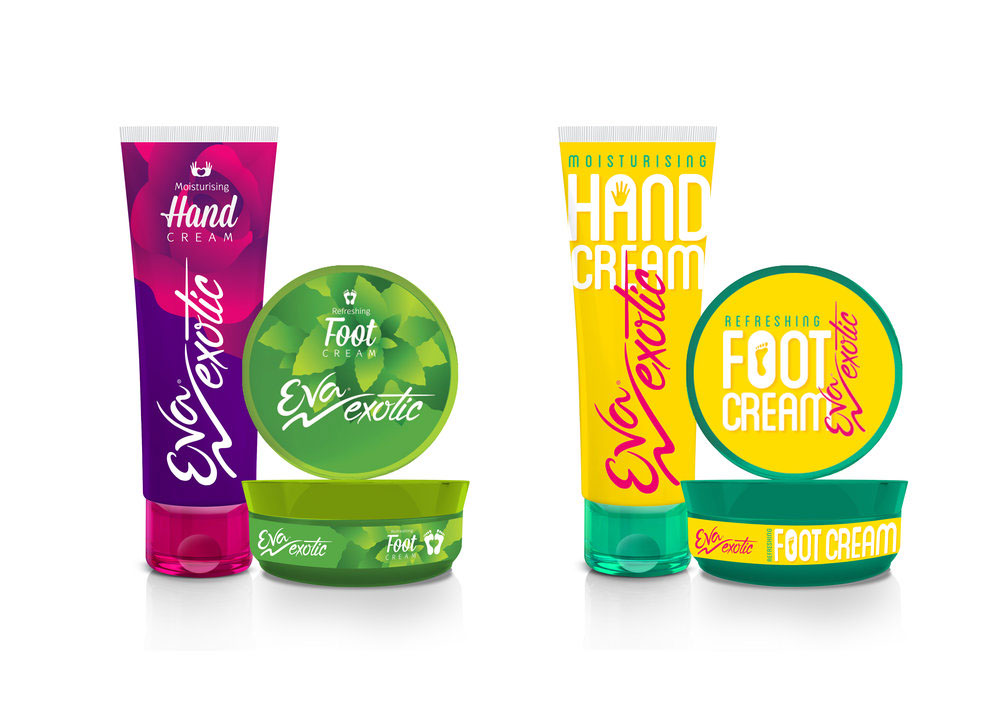 Moisturising
Hand
CREAM
Eva® exotic
Refreshing
Foot
CREAM
Eva® exotic
Eva exotic
Refreshing
Foot
CREAM
MOISTURISING
HAND
CREAM
Eva® exotic
REFRESHING
FOOT
CREAM
Eva exotic
Eva exotic
REFRESHING
FOOT CREAM